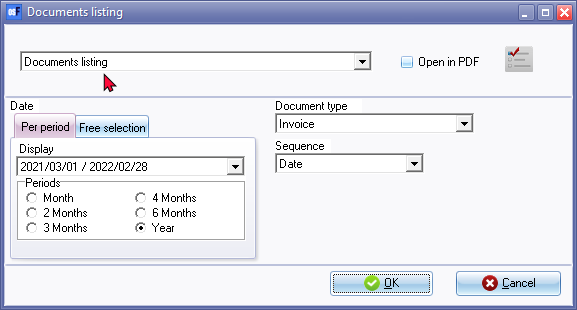 Documents listing
Documents listing
Open in PDF
Date
Per period
Free selection
Display
2021/03/01 / 2022/02/28
Periods
Month
4 Months
2 Months
6 Months
3 Months
Year
Document type
Invoice
Sequence
Date
OK
Cancel